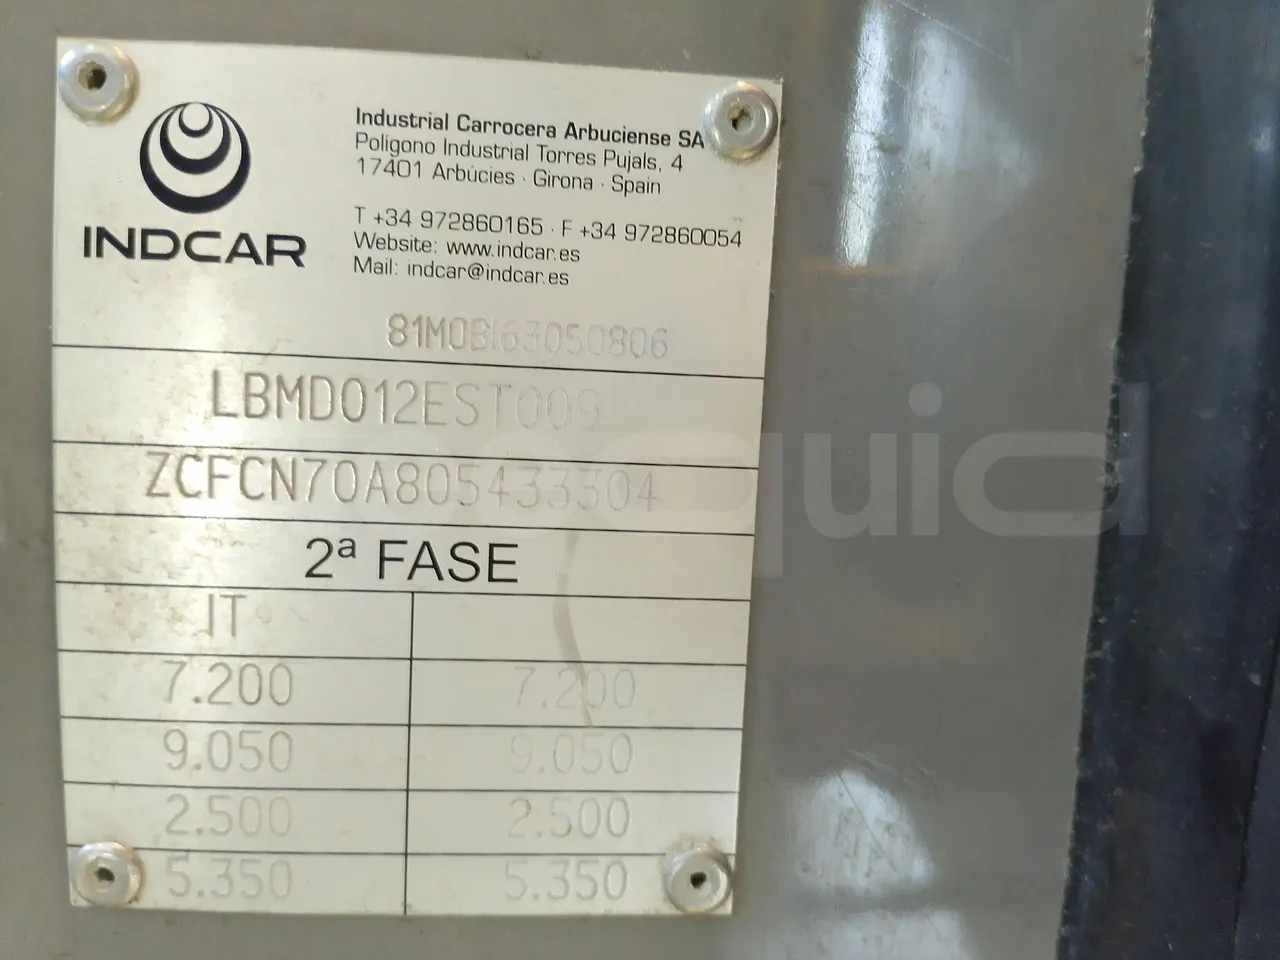 Industrial Carrocera Arbuciense SA
Polígono Industrial Torres Pujals, 4
17401 Arbúcies · Girona · Spain
INDCAR
T +34 972860165 · F +34 972860054
Website: www.indcar.es
Mail: indcar@indcar.es
81MOBI63050806
LBMD012EST009
ZCFCN70A805433304
2ª FASE
IT
7.200 7.200
9.050 9.050
2.500 2.500
5.350 5.350